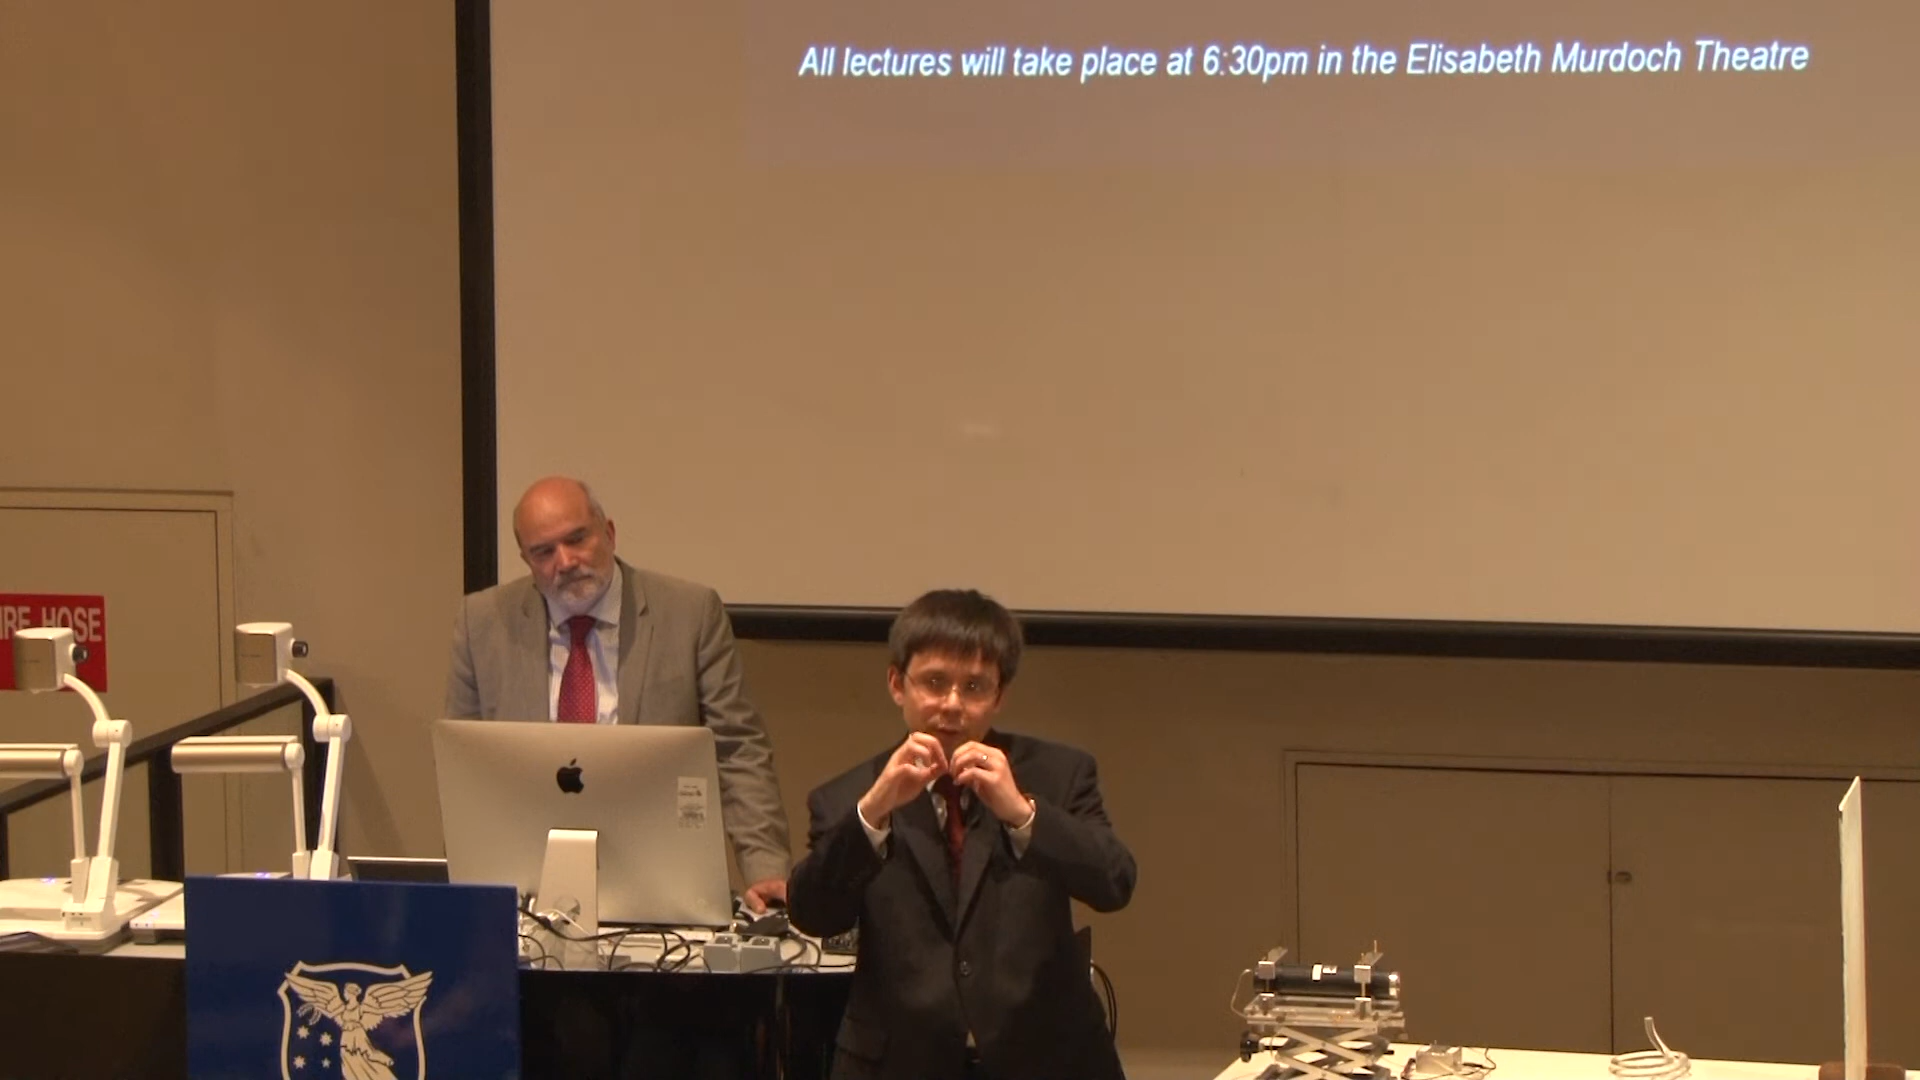 All lectures will take place at 6:30pm in the Elisabeth Murdoch Theatre
IRE HOSE